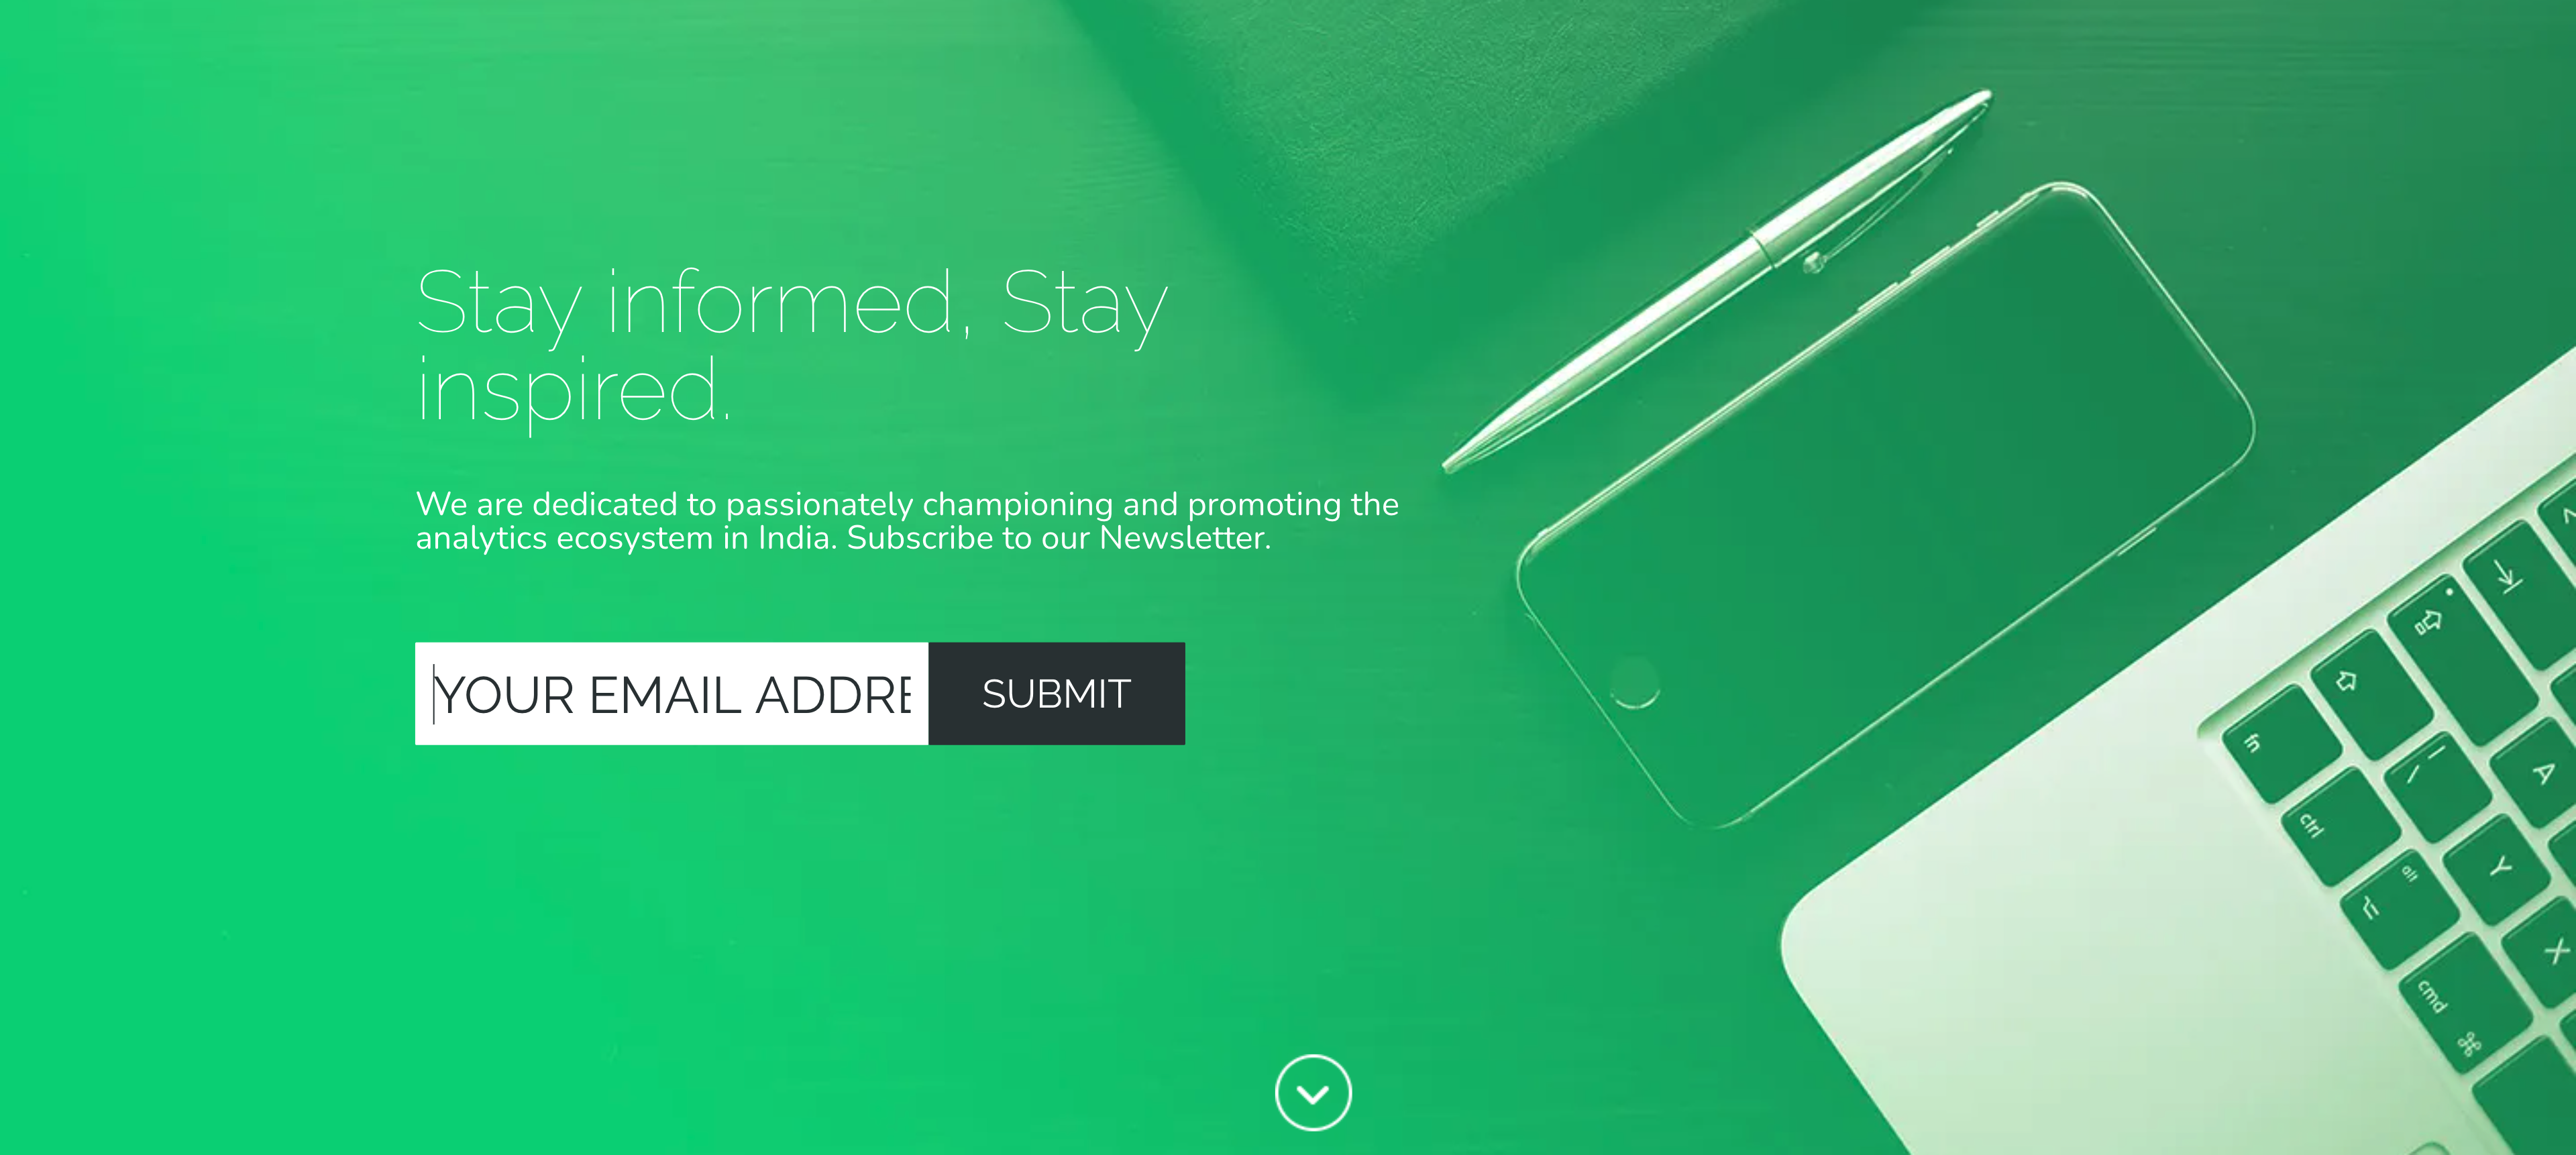 Stay informed, Stay
inspired.
We are dedicated to passionately championing and promoting the
analytics ecosystem in India. Subscribe to our Newsletter.
YOUR EMAIL ADDRE
SUBMIT
fn
ctrl
alt
cmd
⌘
A
Y
X